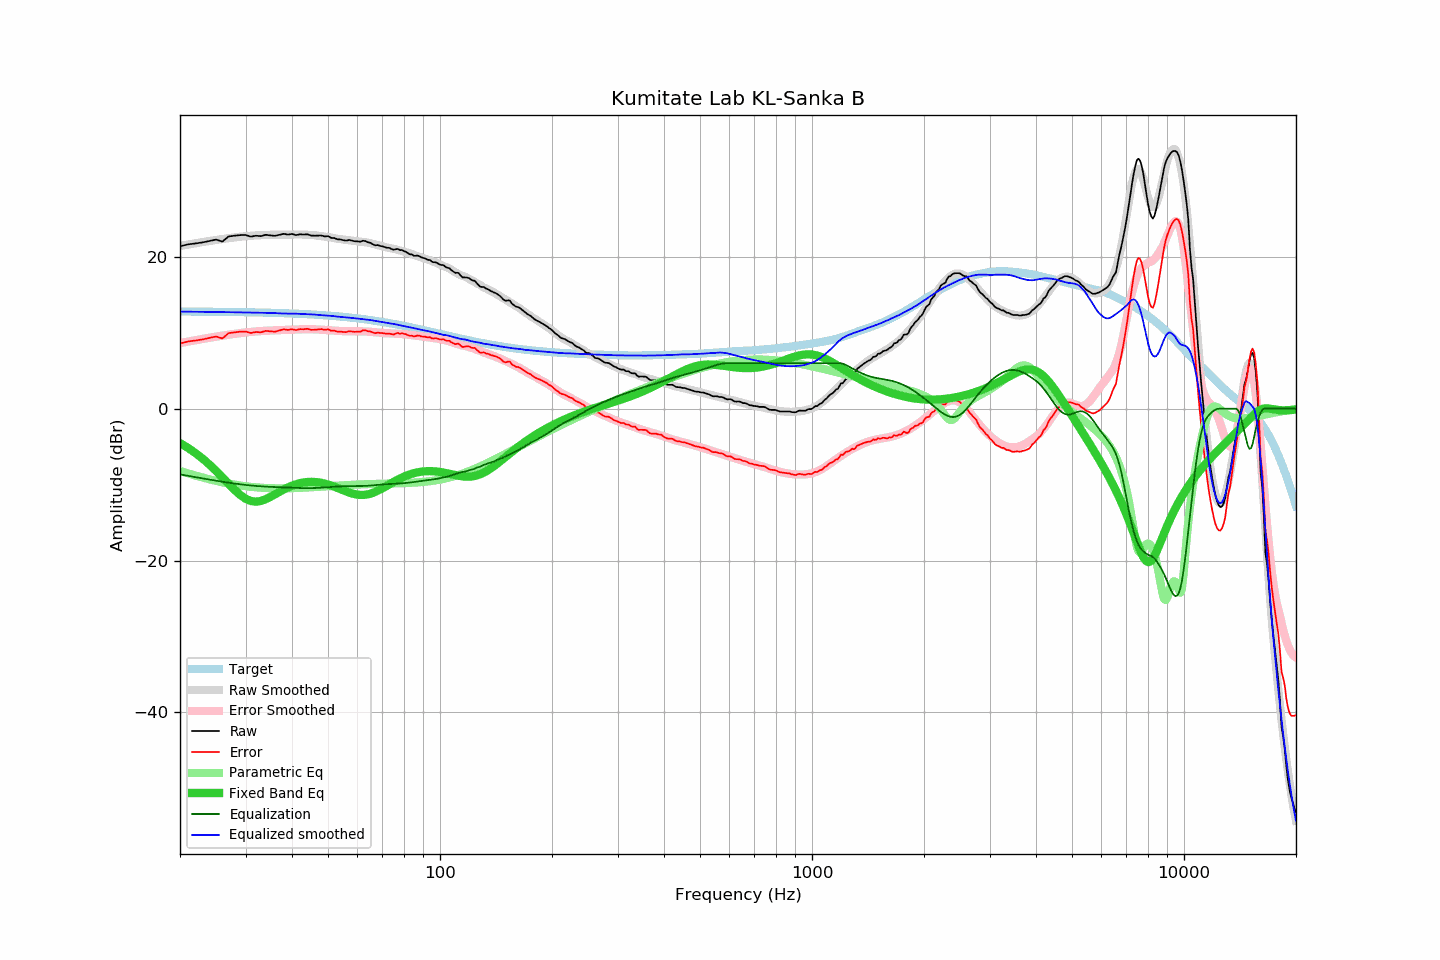 Kumitate Lab KL-Sanka B
Amplitude (dBr)
20
0
−20
−40
Target
Raw Smoothed
Error Smoothed
Raw
Error
Parametric Eq
Fixed Band Eq
Equalization
Equalized smoothed
100
1000
10000
Frequency (Hz)